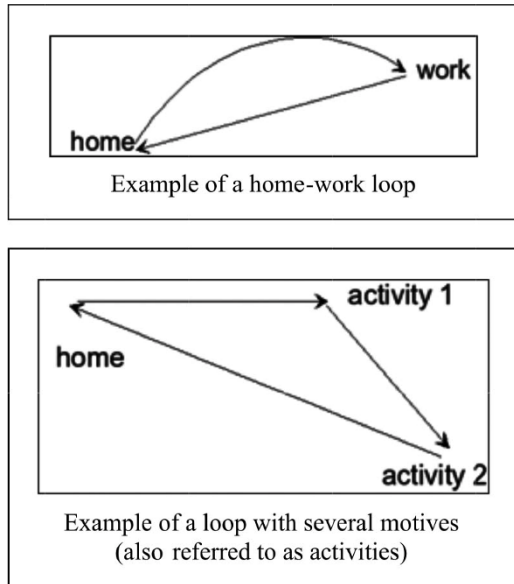 work
home
Example of a home-work loop
activity 1
home
activity 2
Example of a loop with several motives
(also referred to as activities)